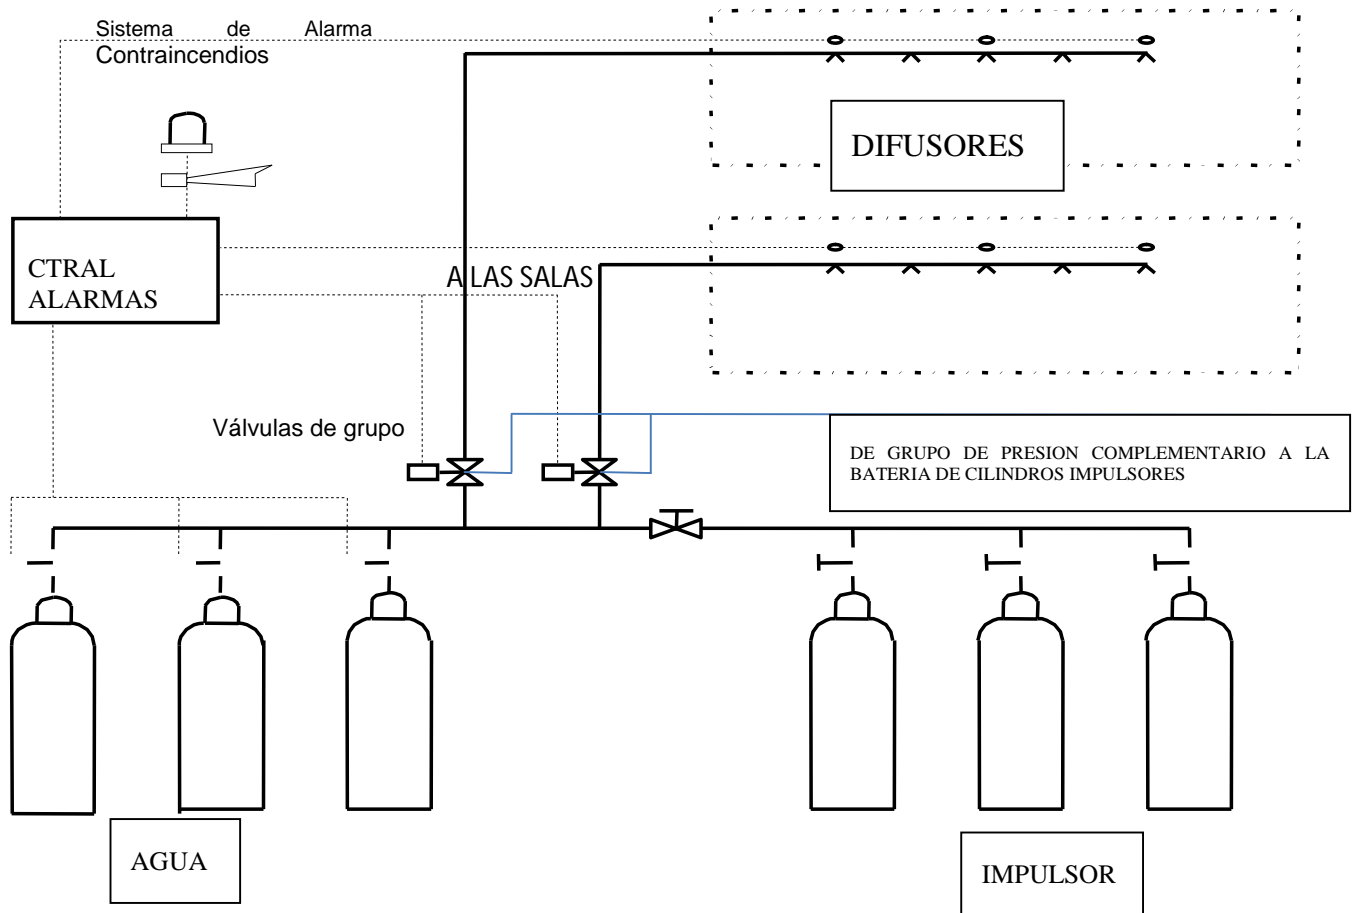 Sistema de Alarma
Contraincendios
DIFUSORES
CTRAL
ALARMAS
A LAS SALAS
Válvulas de grupo
DE GRUPO DE PRESION COMPLEMENTARIO A LA
BATERIA DE CILINDROS IMPULSORES
AGUA
IMPULSOR